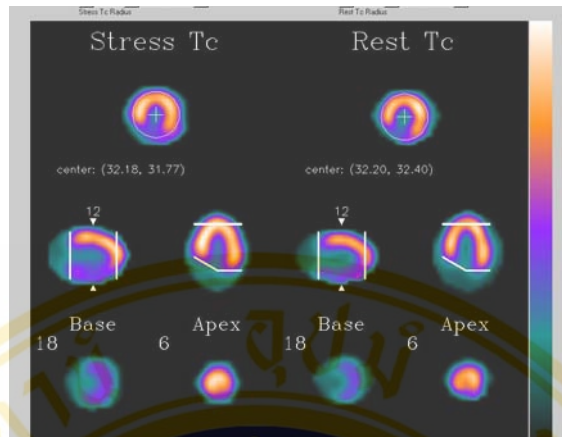 Stress Tc Radius Rest Tc Radius
Stress Tc Rest Tc
center: (32.18, 31.77) center: (32.20, 32.40)
12 12
Base Apex Base Apex
18 6 18 6